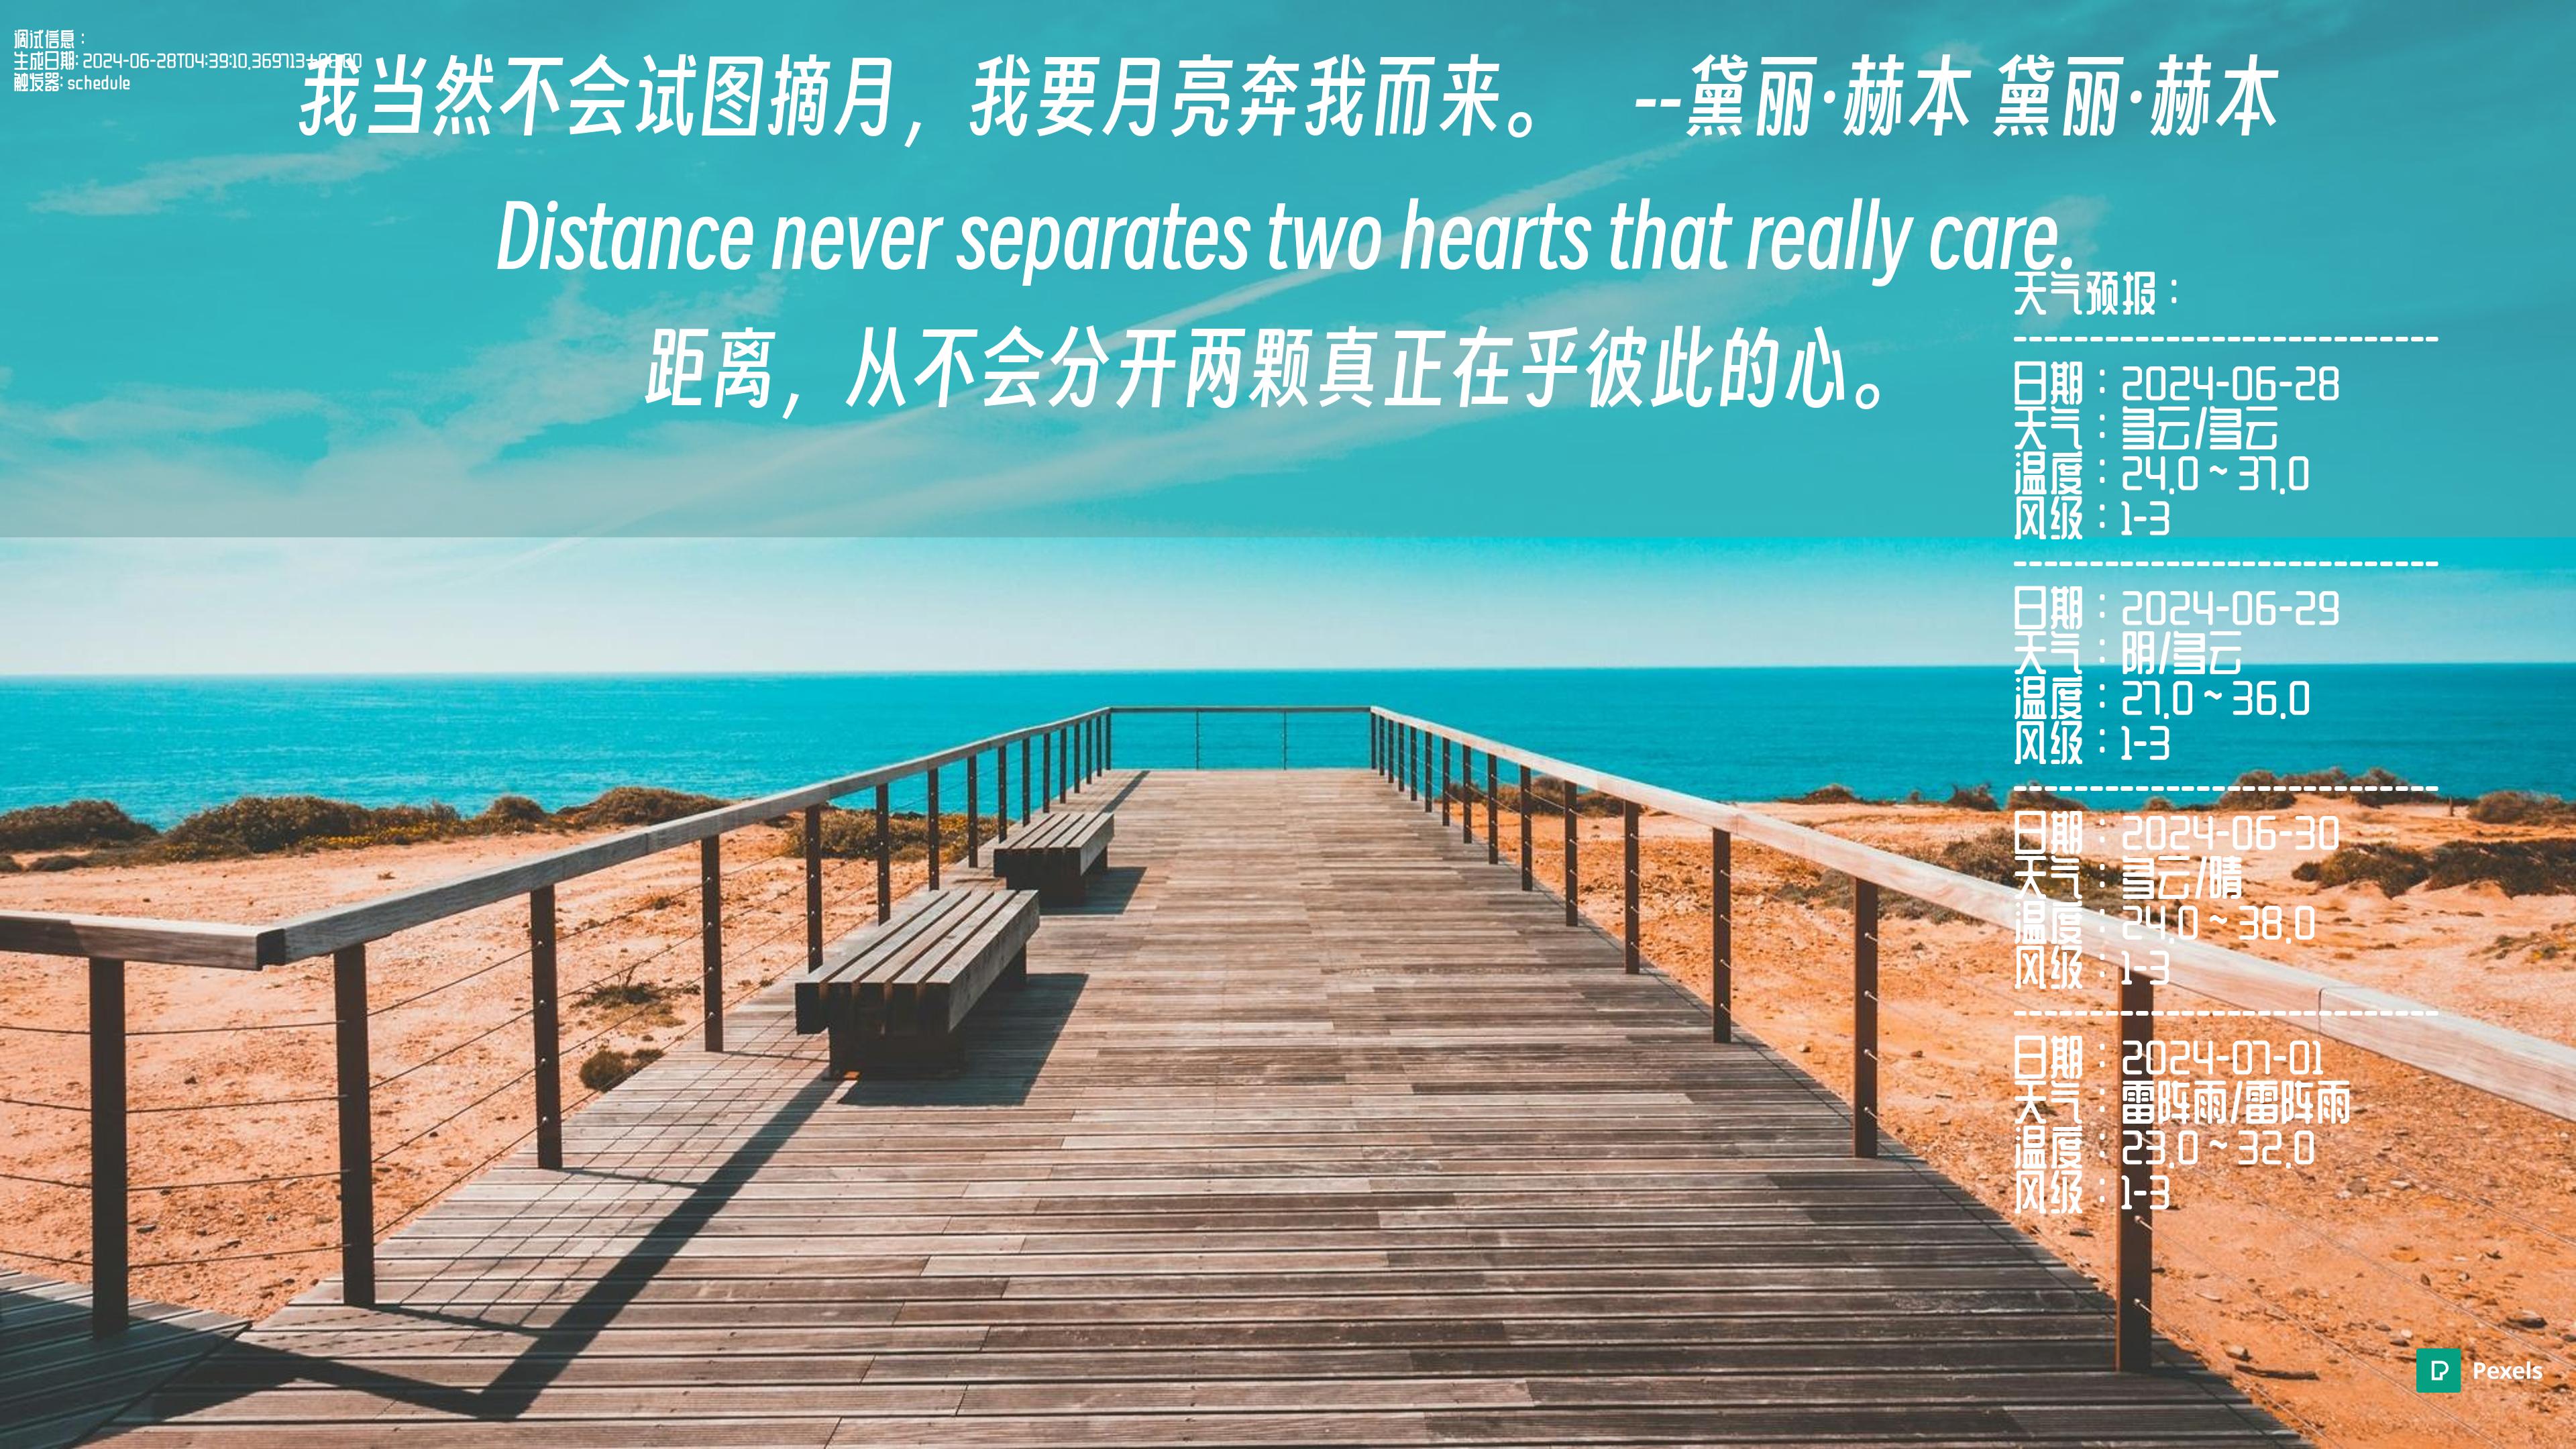 调试信息：
生成日期: 2024-06-28T04:39:10.369713+08:00
触发器: schedule
我当然不会试图摘月，我要月亮奔我而来。 --黛丽·赫本 黛丽·赫本
Distance never separates two hearts that really care.
距离，从不会分开两颗真正在乎彼此的心。
天气预报：
----------------------------
日期：2024-06-28
天气：多云/多云
温度：24.0 ~ 37.0
风级：1-3
----------------------------
日期：2024-06-29
天气：阴/多云
温度：27.0 ~ 36.0
风级：1-3
----------------------------
日期：2024-06-30
天气：多云/晴
温度：24.0 ~ 38.0
风级：1-3
----------------------------
日期：2024-07-01
天气：雷阵雨/雷阵雨
温度：23.0 ~ 32.0
风级：1-3
Pexels